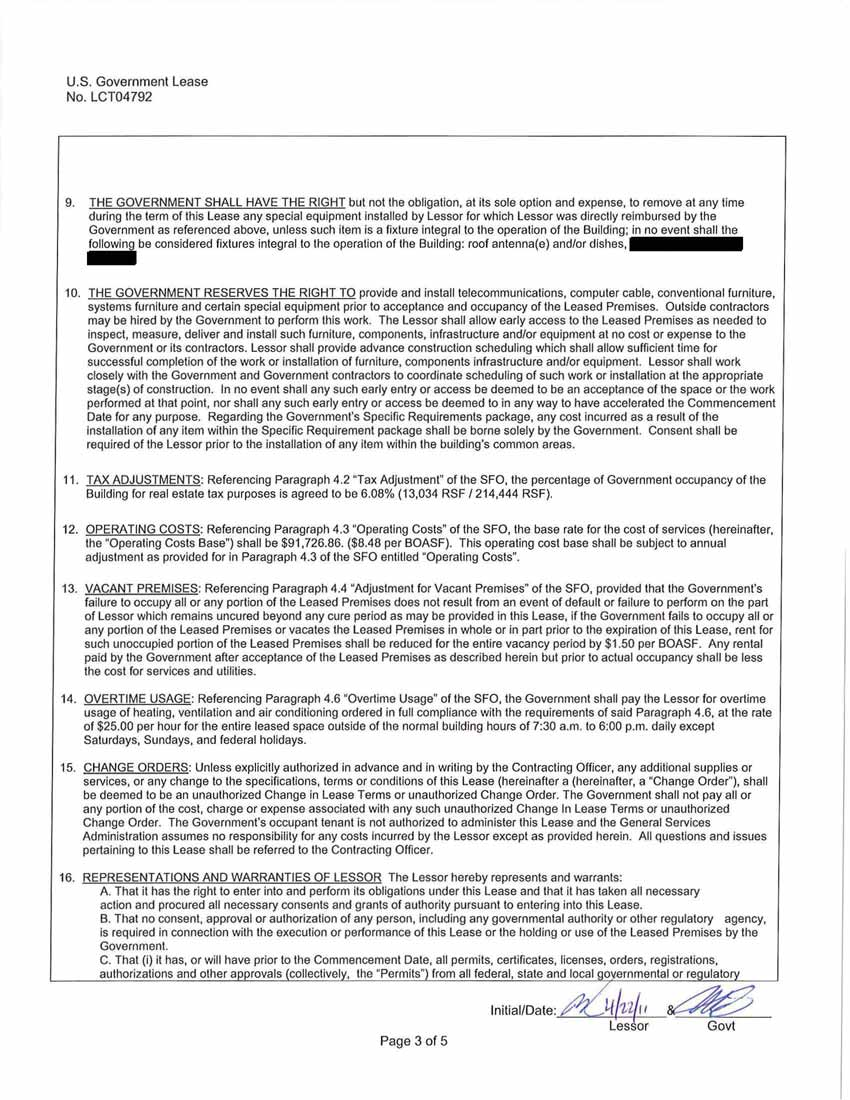 U.S. Government Lease
No. LCT04792
9. THE GOVERNMENT SHALL HAVE THE RIGHT but not the obligation, at its sole option and expense, to remove at any time
during the term of this Lease any special equipment installed by Lessor for which Lessor was directly reimbursed by the
Government as referenced above, unless such item is a fixture integral to the operation of the Building; in no event shall the
following be considered fixtures integral to the operation of the Building: roof antenna(e) and/or dishes,
10. THE GOVERNMENT RESERVES THE RIGHT TO provide and install telecommunications, computer cable, conventional furniture,
systems furniture and certain special equipment prior to acceptance and occupancy of the Leased Premises. Outside contractors
may be hired by the Government to perform this work. The Lessor shall allow early access to the Leased Premises as needed to
inspect, measure, deliver and install such furniture, components, infrastructure and/or equipment at no cost or expense to the
Government or its contractors. Lessor shall provide advance construction scheduling which shall allow sufficient time for
successful completion of the work or installation of furniture, components infrastructure and/or equipment. Lessor shall work
closely with the Government and Government contractors to coordinate scheduling of such work or installation at the appropriate
stage(s) of construction. In no event shall any such early entry or access be deemed to be an acceptance of the space or the work
performed at that point, nor shall any such early entry or access be deemed to in any way to have accelerated the Commencement
Date for any purpose. Regarding the Government's Specific Requirements package, any cost incurred as a result of the
installation of any item within the Specific Requirement package shall be borne solely by the Government. Consent shall be
required of the Lessor prior to the installation of any item within the building's common areas.
11. TAX ADJUSTMENTS: Referencing Paragraph 4.2 "Tax Adjustment" of the SFO, the percentage of Government occupancy of the
Building for real estate tax purposes is agreed to be 6.08% (13,034 RSF / 214,444 RSF).
12. OPERATING COSTS: Referencing Paragraph 4.3 "Operating Costs" of the SFO, the base rate for the cost of services (hereinafter,
the "Operating Costs Base") shall be $91,726.86. ($8.48 per BOASF). This operating cost base shall be subject to annual
adjustment as provided for in Paragraph 4.3 of the SFO entitled "Operating Costs".
13. VACANT PREMISES: Referencing Paragraph 4.4 "Adjustment for Vacant Premises" of the SFO, provided that the Government's
failure to occupy all or any portion of the Leased Premises does not result from an event of default or failure to perform on the part
of Lessor which remains uncured beyond any cure period as may be provided in this Lease, if the Government fails to occupy all or
any portion of the Leased Premises or vacates the Leased Premises in whole or in part prior to the expiration of this Lease, rent for
such unoccupied portion of the Leased Premises shall be reduced for the entire vacancy period by $1.50 per BOASF. Any rental
paid by the Government after acceptance of the Leased Premises as described herein but prior to actual occupancy shall be less
the cost for services and utilities.
14. OVERTIME USAGE: Referencing Paragraph 4.6 "Overtime Usage" of the SFO, the Government shall pay the Lessor for overtime
usage of heating, ventilation and air conditioning ordered in full compliance with the requirements of said Paragraph 4.6, at the rate
of $25.00 per hour for the entire leased space outside of the normal building hours of 7:30 a.m. to 6:00 p.m. daily except
Saturdays, Sundays, and federal holidays.
15. CHANGE ORDERS: Unless explicitly authorized in advance and in writing by the Contracting Officer, any additional supplies or
services, or any change to the specifications, terms or conditions of this Lease (hereinafter a (hereinafter, a "Change Order"), shall
be deemed to be an unauthorized Change in Lease Terms or unauthorized Change Order. The Government shall not pay all or
any portion of the cost, charge or expense associated with any such unauthorized Change In Lease Terms or unauthorized
Change Order. The Government's occupant tenant is not authorized to administer this Lease and the General Services
Administration assumes no responsibility for any costs incurred by the Lessor except as provided herein. All questions and issues
pertaining to this Lease shall be referred to the Contracting Officer.
16. REPRESENTATIONS AND WARRANTIES OF LESSOR The Lessor hereby represents and warrants:
A. That it has the right to enter into and perform its obligations under this Lease and that it has taken all necessary
action and procured all necessary consents and grants of authority pursuant to entering into this Lease.
B. That no consent, approval or authorization of any person, including any governmental authority or other regulatory agency,
is required in connection with the execution or performance of this Lease or the holding or use of the Leased Premises by the
Government.
C. That (i) it has, or will have prior to the Commencement Date, all permits, certificates, licenses, orders, registrations,
authorizations and other approvals (collectively, the "Permits") from all federal, state and local governmental or regulatory
Initial/Date: 4/22/11 &
Lessor Govt
Page 3 of 5